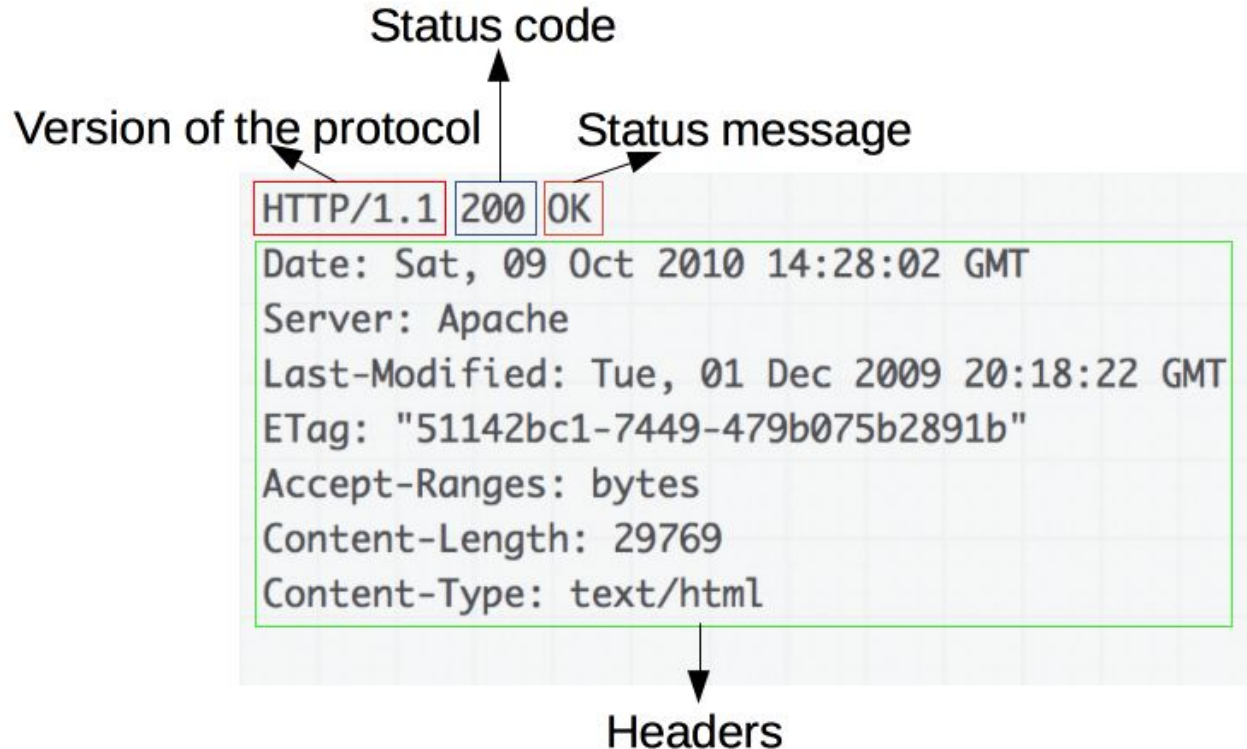 Status code
Version of the protocol
Status message
HTTP/1.1 200 OK
Date: Sat, 09 Oct 2010 14:28:02 GMT
Server: Apache
Last-Modified: Tue, 01 Dec 2009 20:18:22 GMT
ETag: "51142bc1-7449-479b075b2891b"
Accept-Ranges: bytes
Content-Length: 29769
Content-Type: text/html
Headers